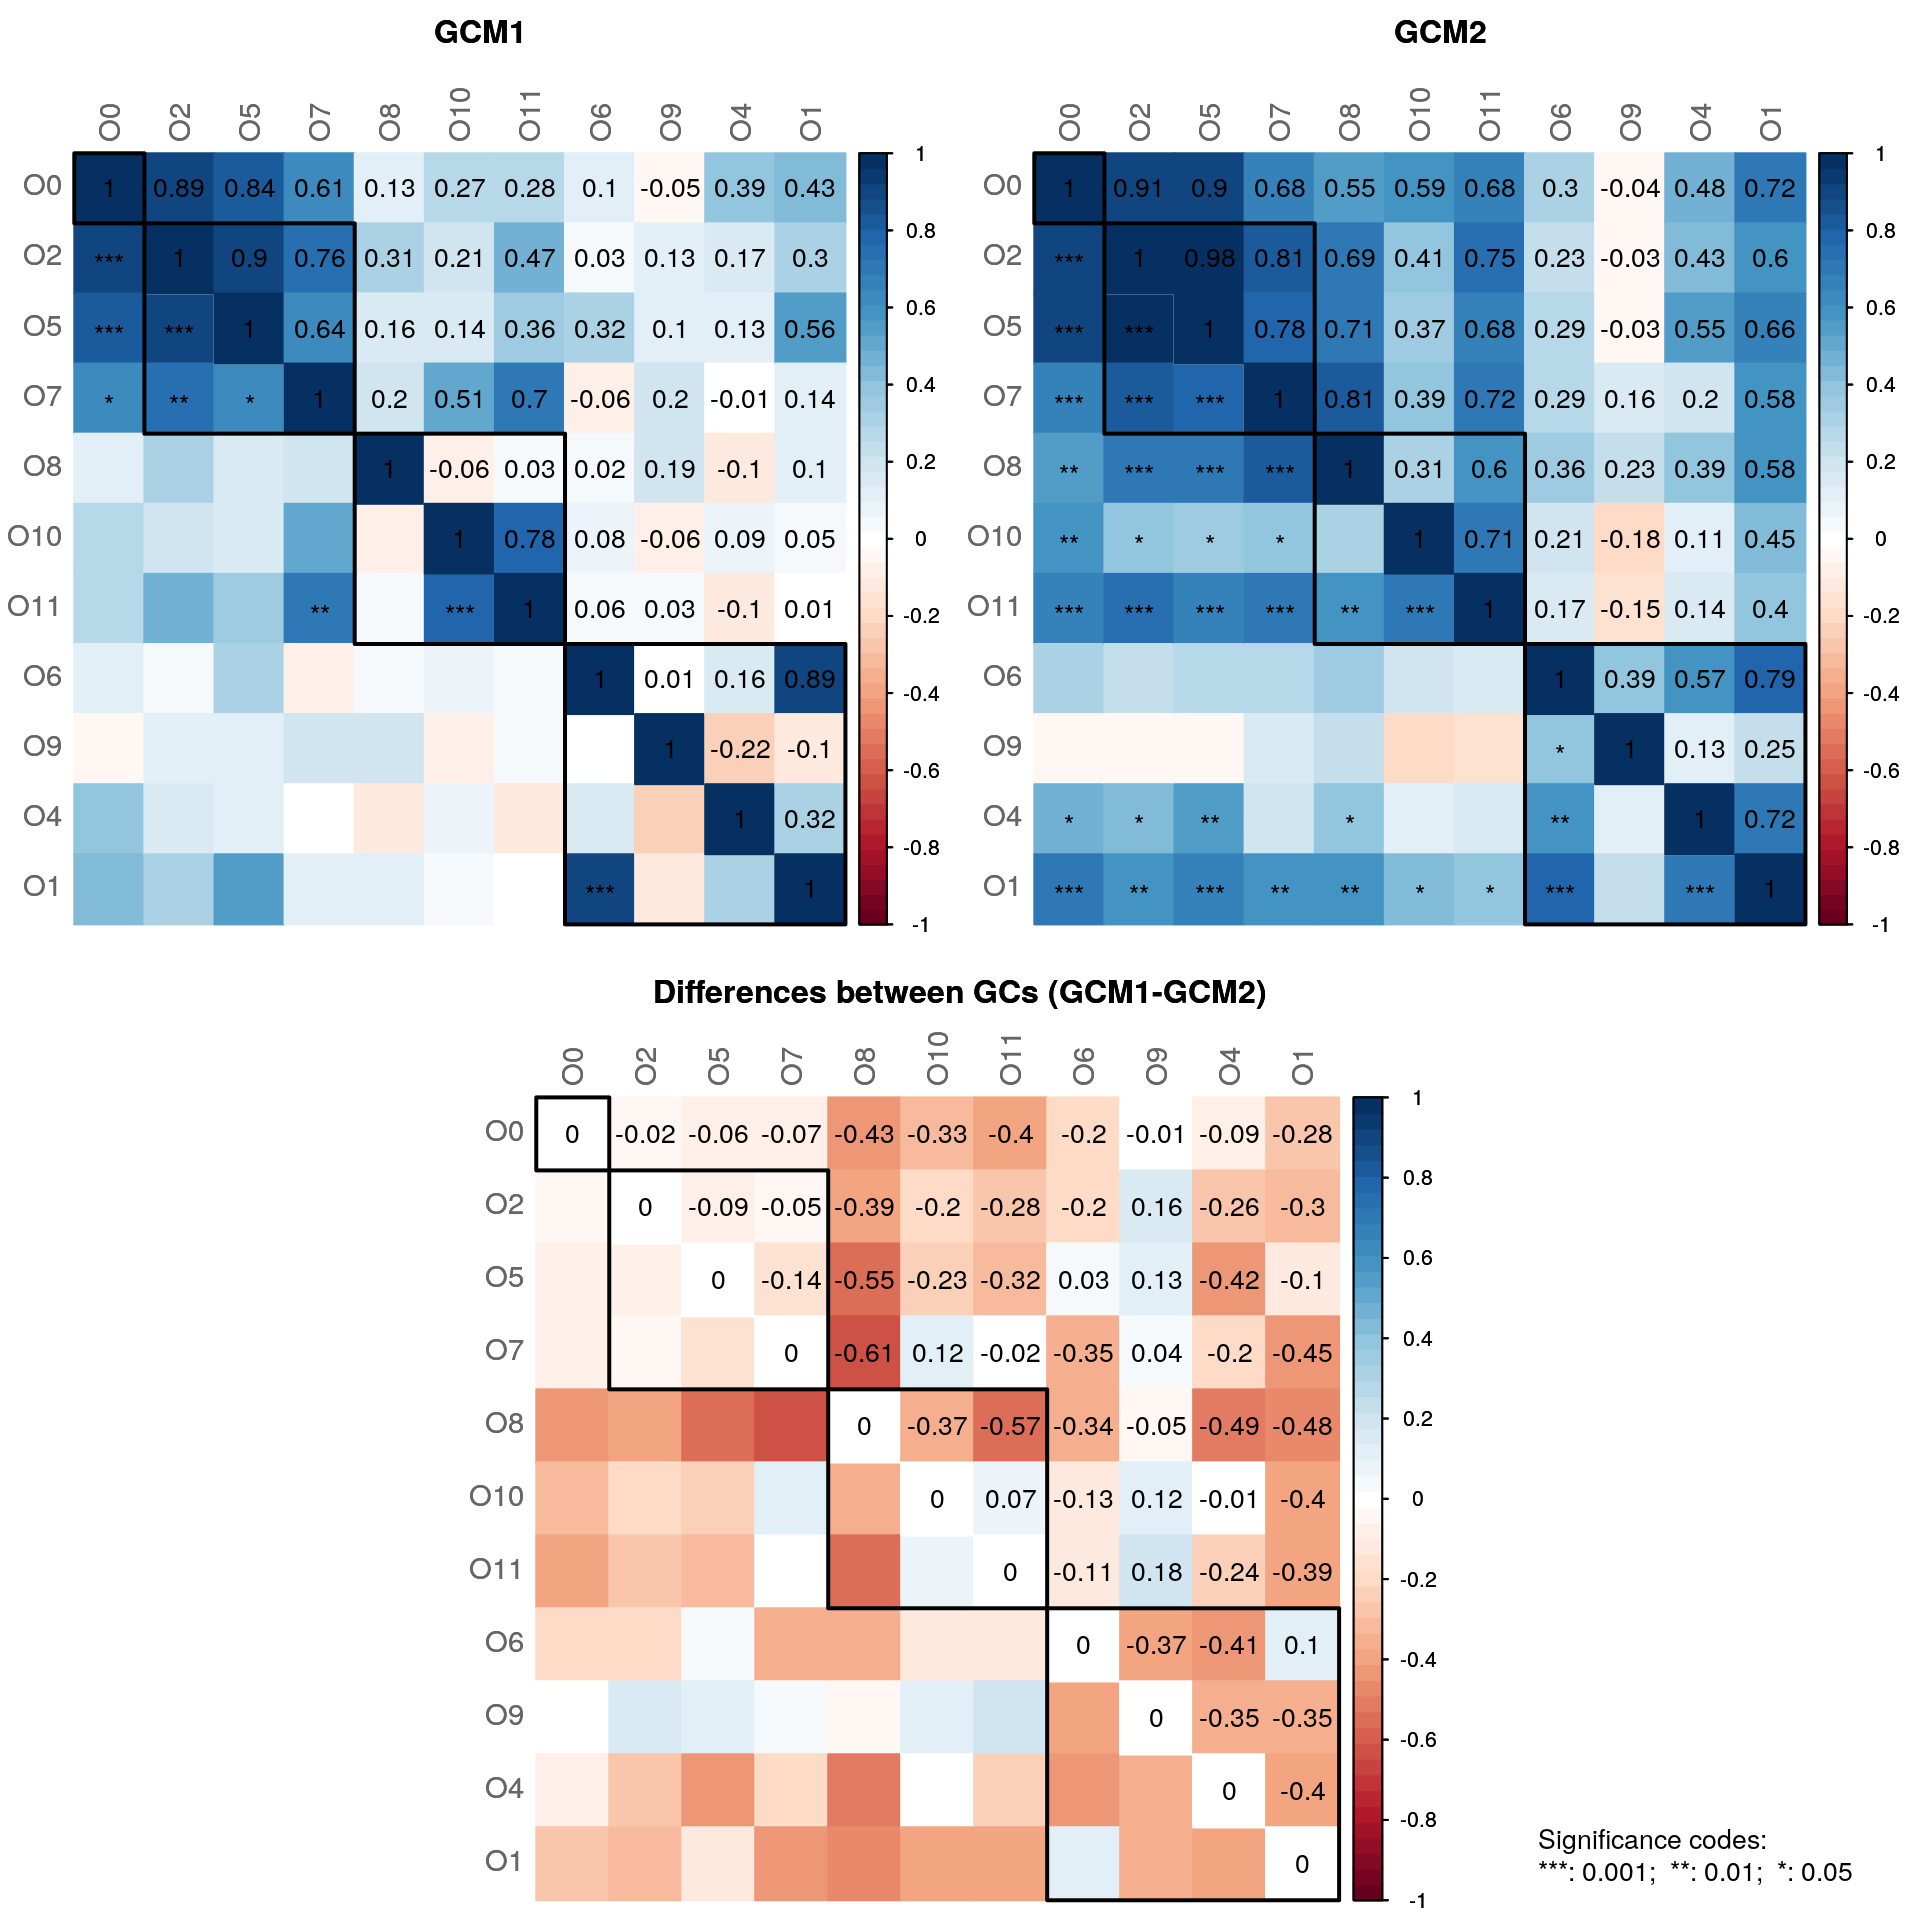 GCM1
O0 O2 O5 O7 O8 O10 O11 O6 O9 O4 O1
O0 1 0.89 0.84 0.61 0.13 0.27 0.28 0.1 -0.05 0.39 0.43
O2 *** 1 0.9 0.76 0.31 0.21 0.47 0.03 0.13 0.17 0.3
O5 *** *** 1 0.64 0.16 0.14 0.36 0.32 0.1 0.13 0.56
O7 * ** * 1 0.2 0.51 0.7 -0.06 0.2 -0.01 0.14
O8 1 -0.06 0.03 0.02 0.19 -0.1 0.1
O10 1 0.78 0.08 -0.06 0.09 0.05
O11 ** *** 1 0.06 0.03 -0.1 0.01
O6 1 0.01 0.16 0.89
O9 1 -0.22 -0.1
O4 1 0.32
O1 *** 1
1
0.8
0.6
0.4
0.2
0
-0.2
-0.4
-0.6
-0.8
-1
GCM2
O0 O2 O5 O7 O8 O10 O11 O6 O9 O4 O1
O0 1 0.91 0.9 0.68 0.55 0.59 0.68 0.3 -0.04 0.48 0.72
O2 *** 1 0.98 0.81 0.69 0.41 0.75 0.23 -0.03 0.43 0.6
O5 *** *** 1 0.78 0.71 0.37 0.68 0.29 -0.03 0.55 0.66
O7 *** *** *** 1 0.81 0.39 0.72 0.29 0.16 0.2 0.58
O8 ** *** *** *** 1 0.31 0.6 0.36 0.23 0.39 0.58
O10 ** * * * 1 0.71 0.21 -0.18 0.11 0.45
O11 *** *** *** *** ** *** 1 0.17 -0.15 0.14 0.4
O6 1 0.39 0.57 0.79
O9 * 1 0.13 0.25
O4 * * ** * ** 1 0.72
O1 *** ** *** ** ** * * *** *** 1
1
0.8
0.6
0.4
0.2
0
-0.2
-0.4
-0.6
-0.8
-1
Differences between GCs (GCM1-GCM2)
O0 O2 O5 O7 O8 O10 O11 O6 O9 O4 O1
O0 0 -0.02 -0.06 -0.07 -0.43 -0.33 -0.4 -0.2 -0.01 -0.09 -0.28
O2 0 -0.09 -0.05 -0.39 -0.2 -0.28 -0.2 0.16 -0.26 -0.3
O5 0 -0.14 -0.55 -0.23 -0.32 0.03 0.13 -0.42 -0.1
O7 0 -0.61 0.12 -0.02 -0.35 0.04 -0.2 -0.45
O8 0 -0.37 -0.57 -0.34 -0.05 -0.49 -0.48
O10 0 0.07 -0.13 0.12 -0.01 -0.4
O11 0 -0.11 0.18 -0.24 -0.39
O6 0 -0.37 -0.41 0.1
O9 0 -0.35 -0.35
O4 0 -0.4
O1 0
1
0.8
0.6
0.4
0.2
0
-0.2
-0.4
-0.6
-0.8
-1
Significance codes:
***: 0.001; **: 0.01; *: 0.05